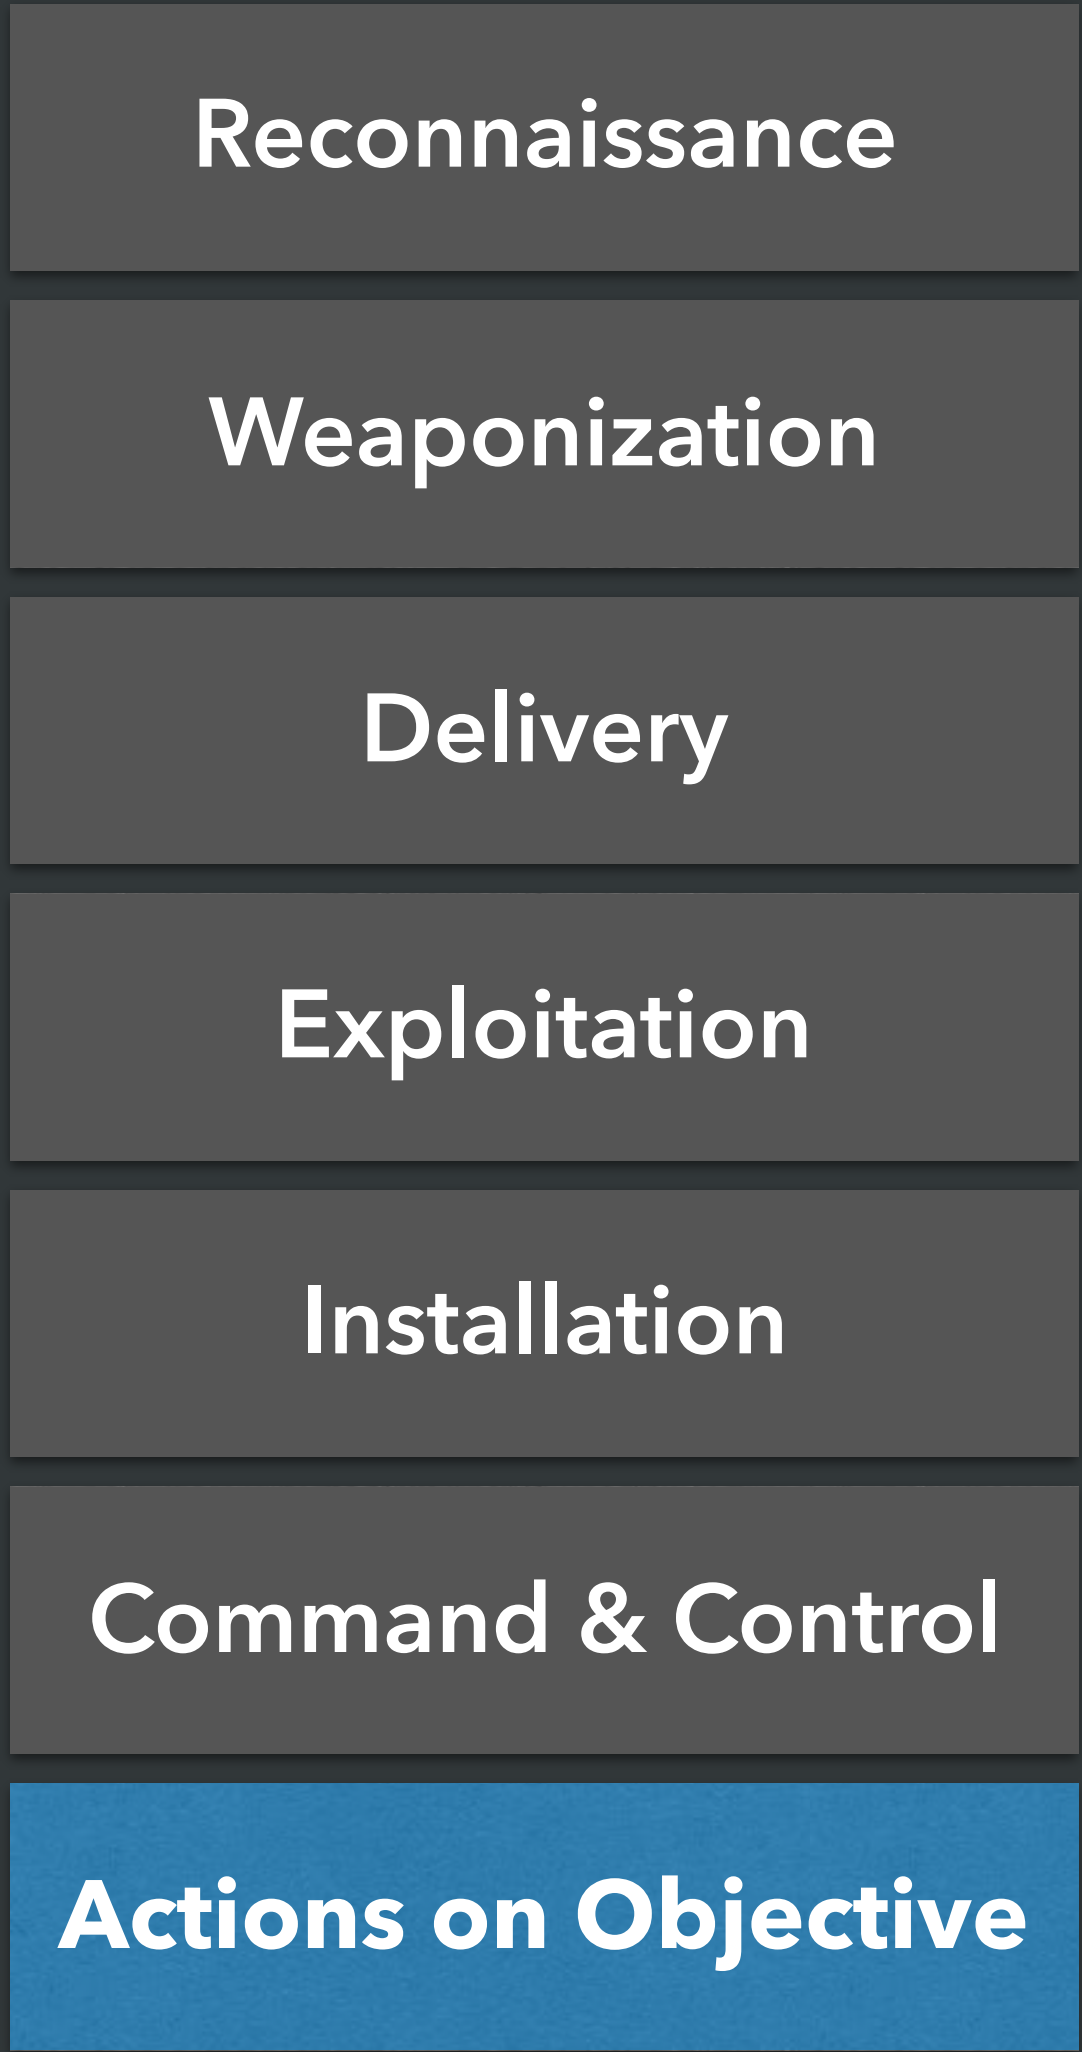 Reconnaissance
Weaponization
Delivery
Exploitation
Installation
Command & Control
Actions on Objective